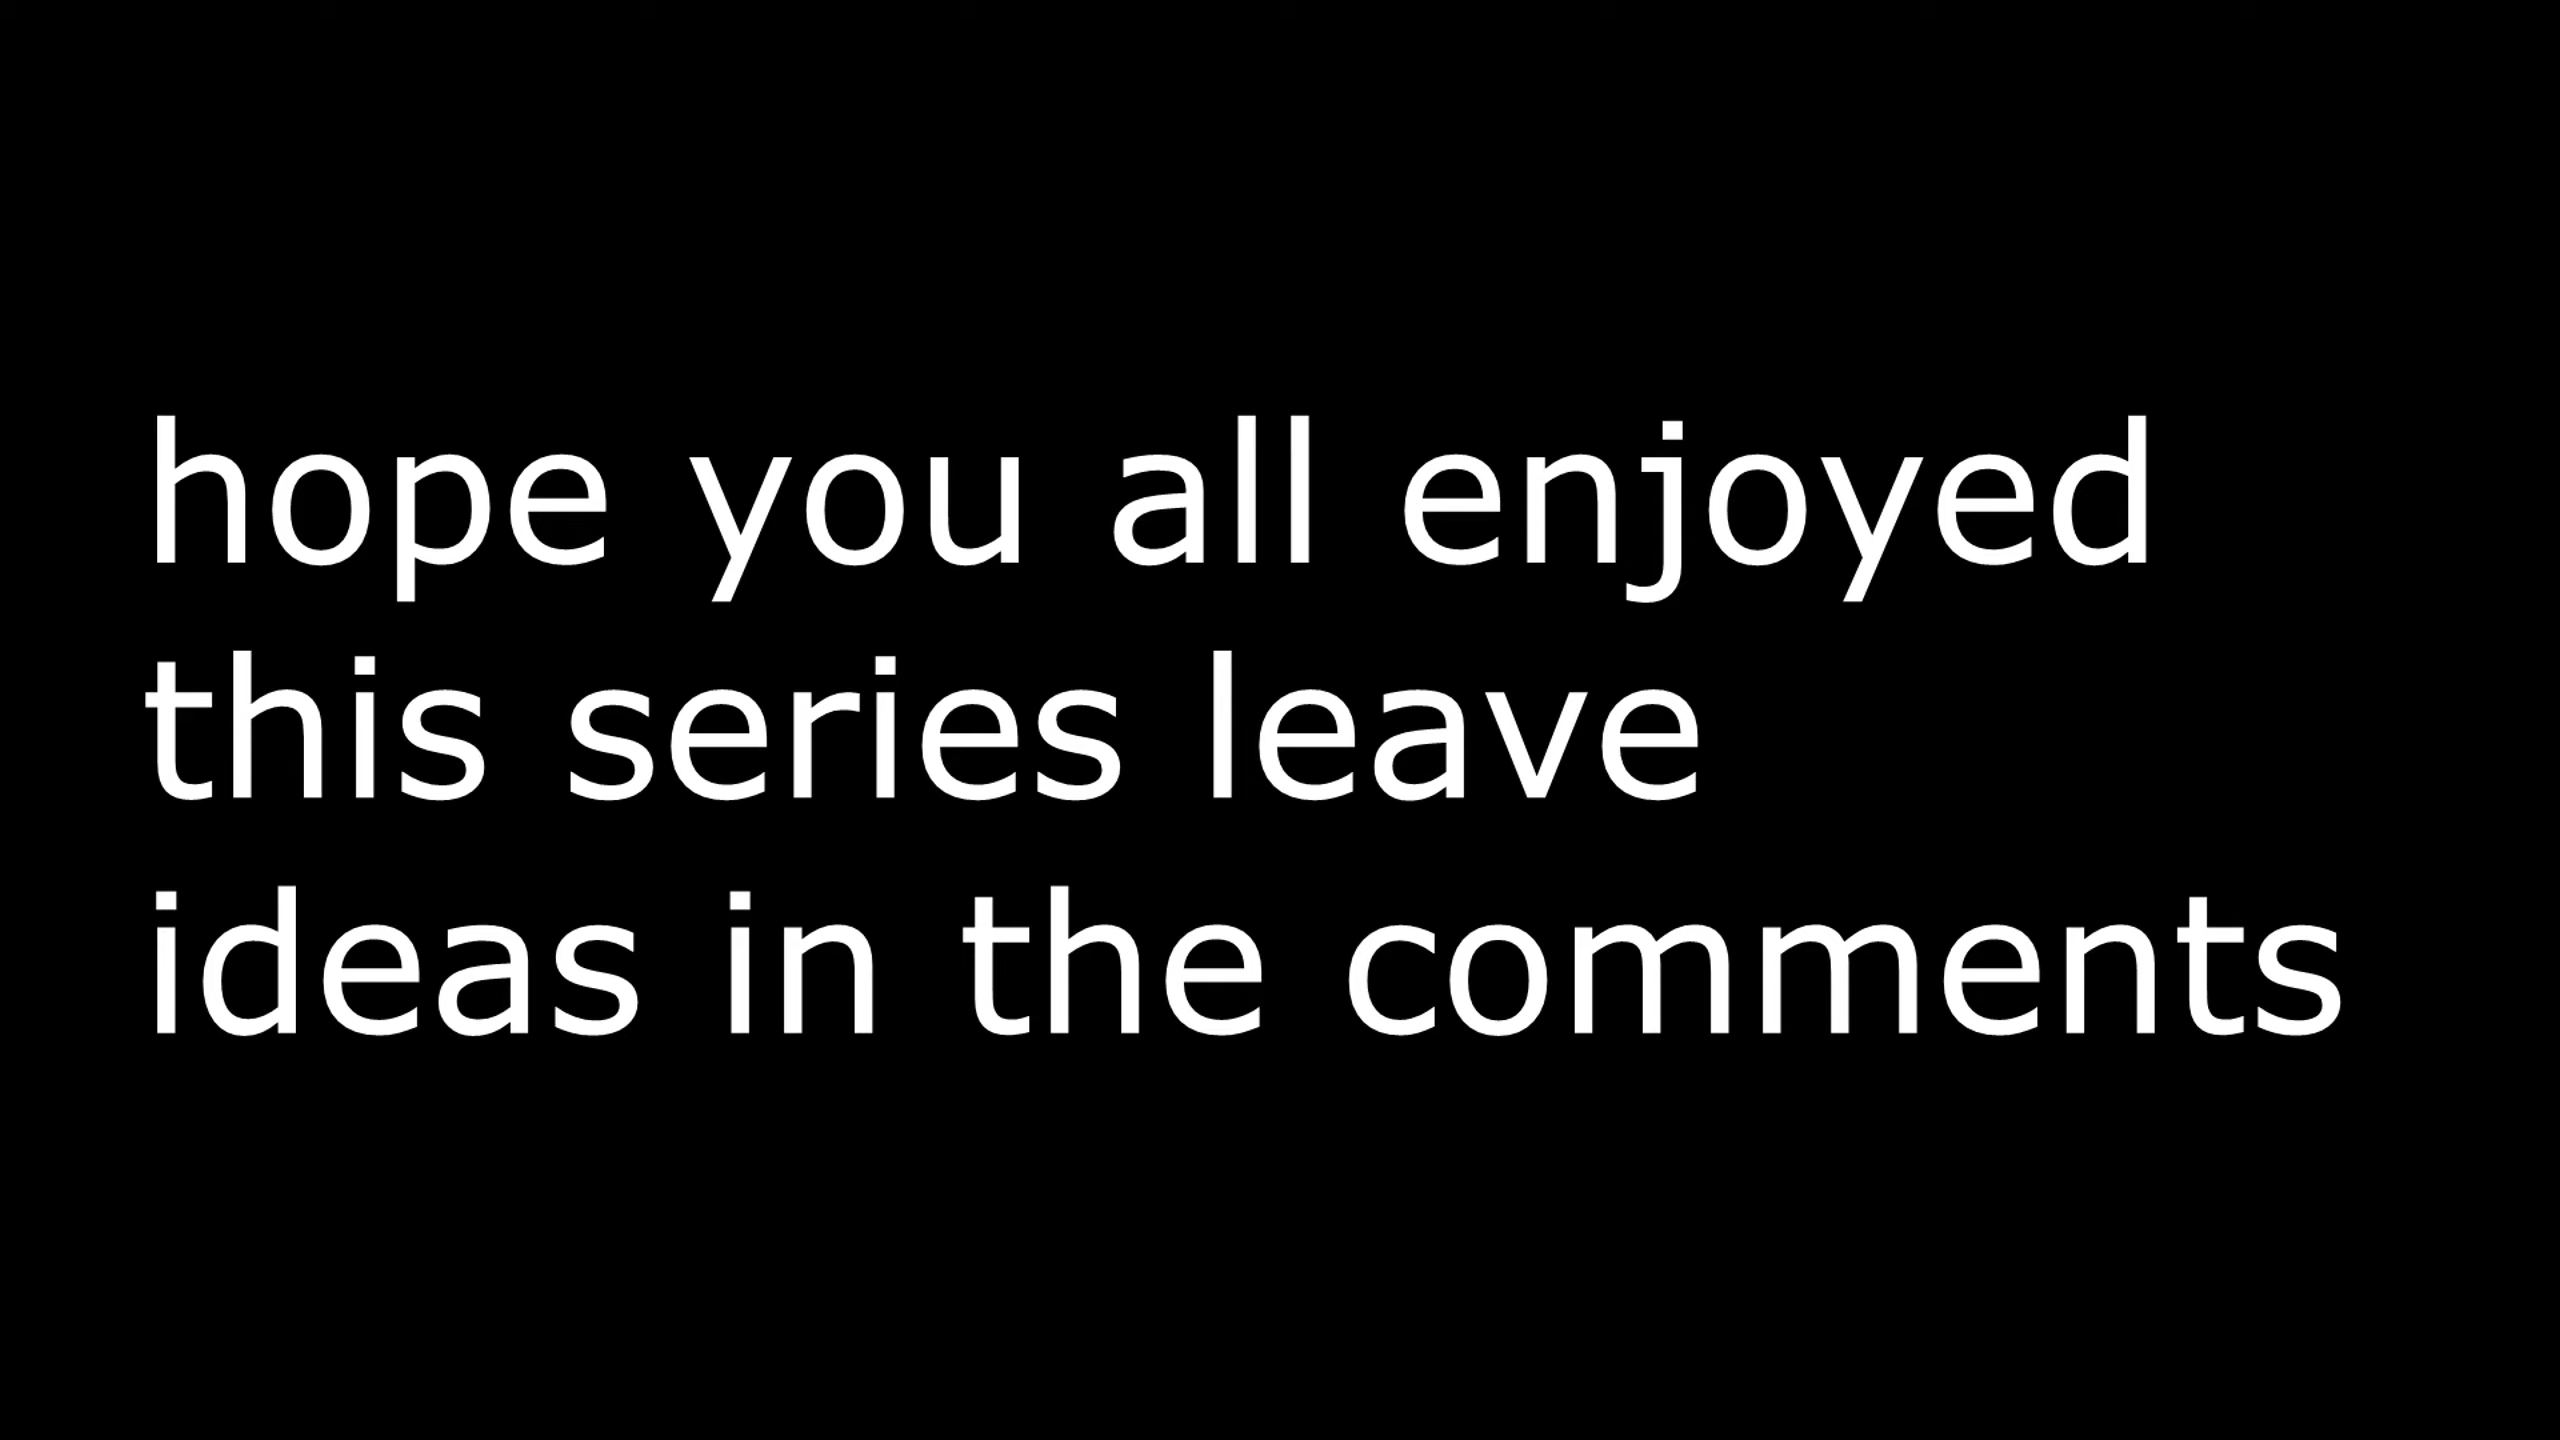 hope you all enjoyed
this series leave
ideas in the comments